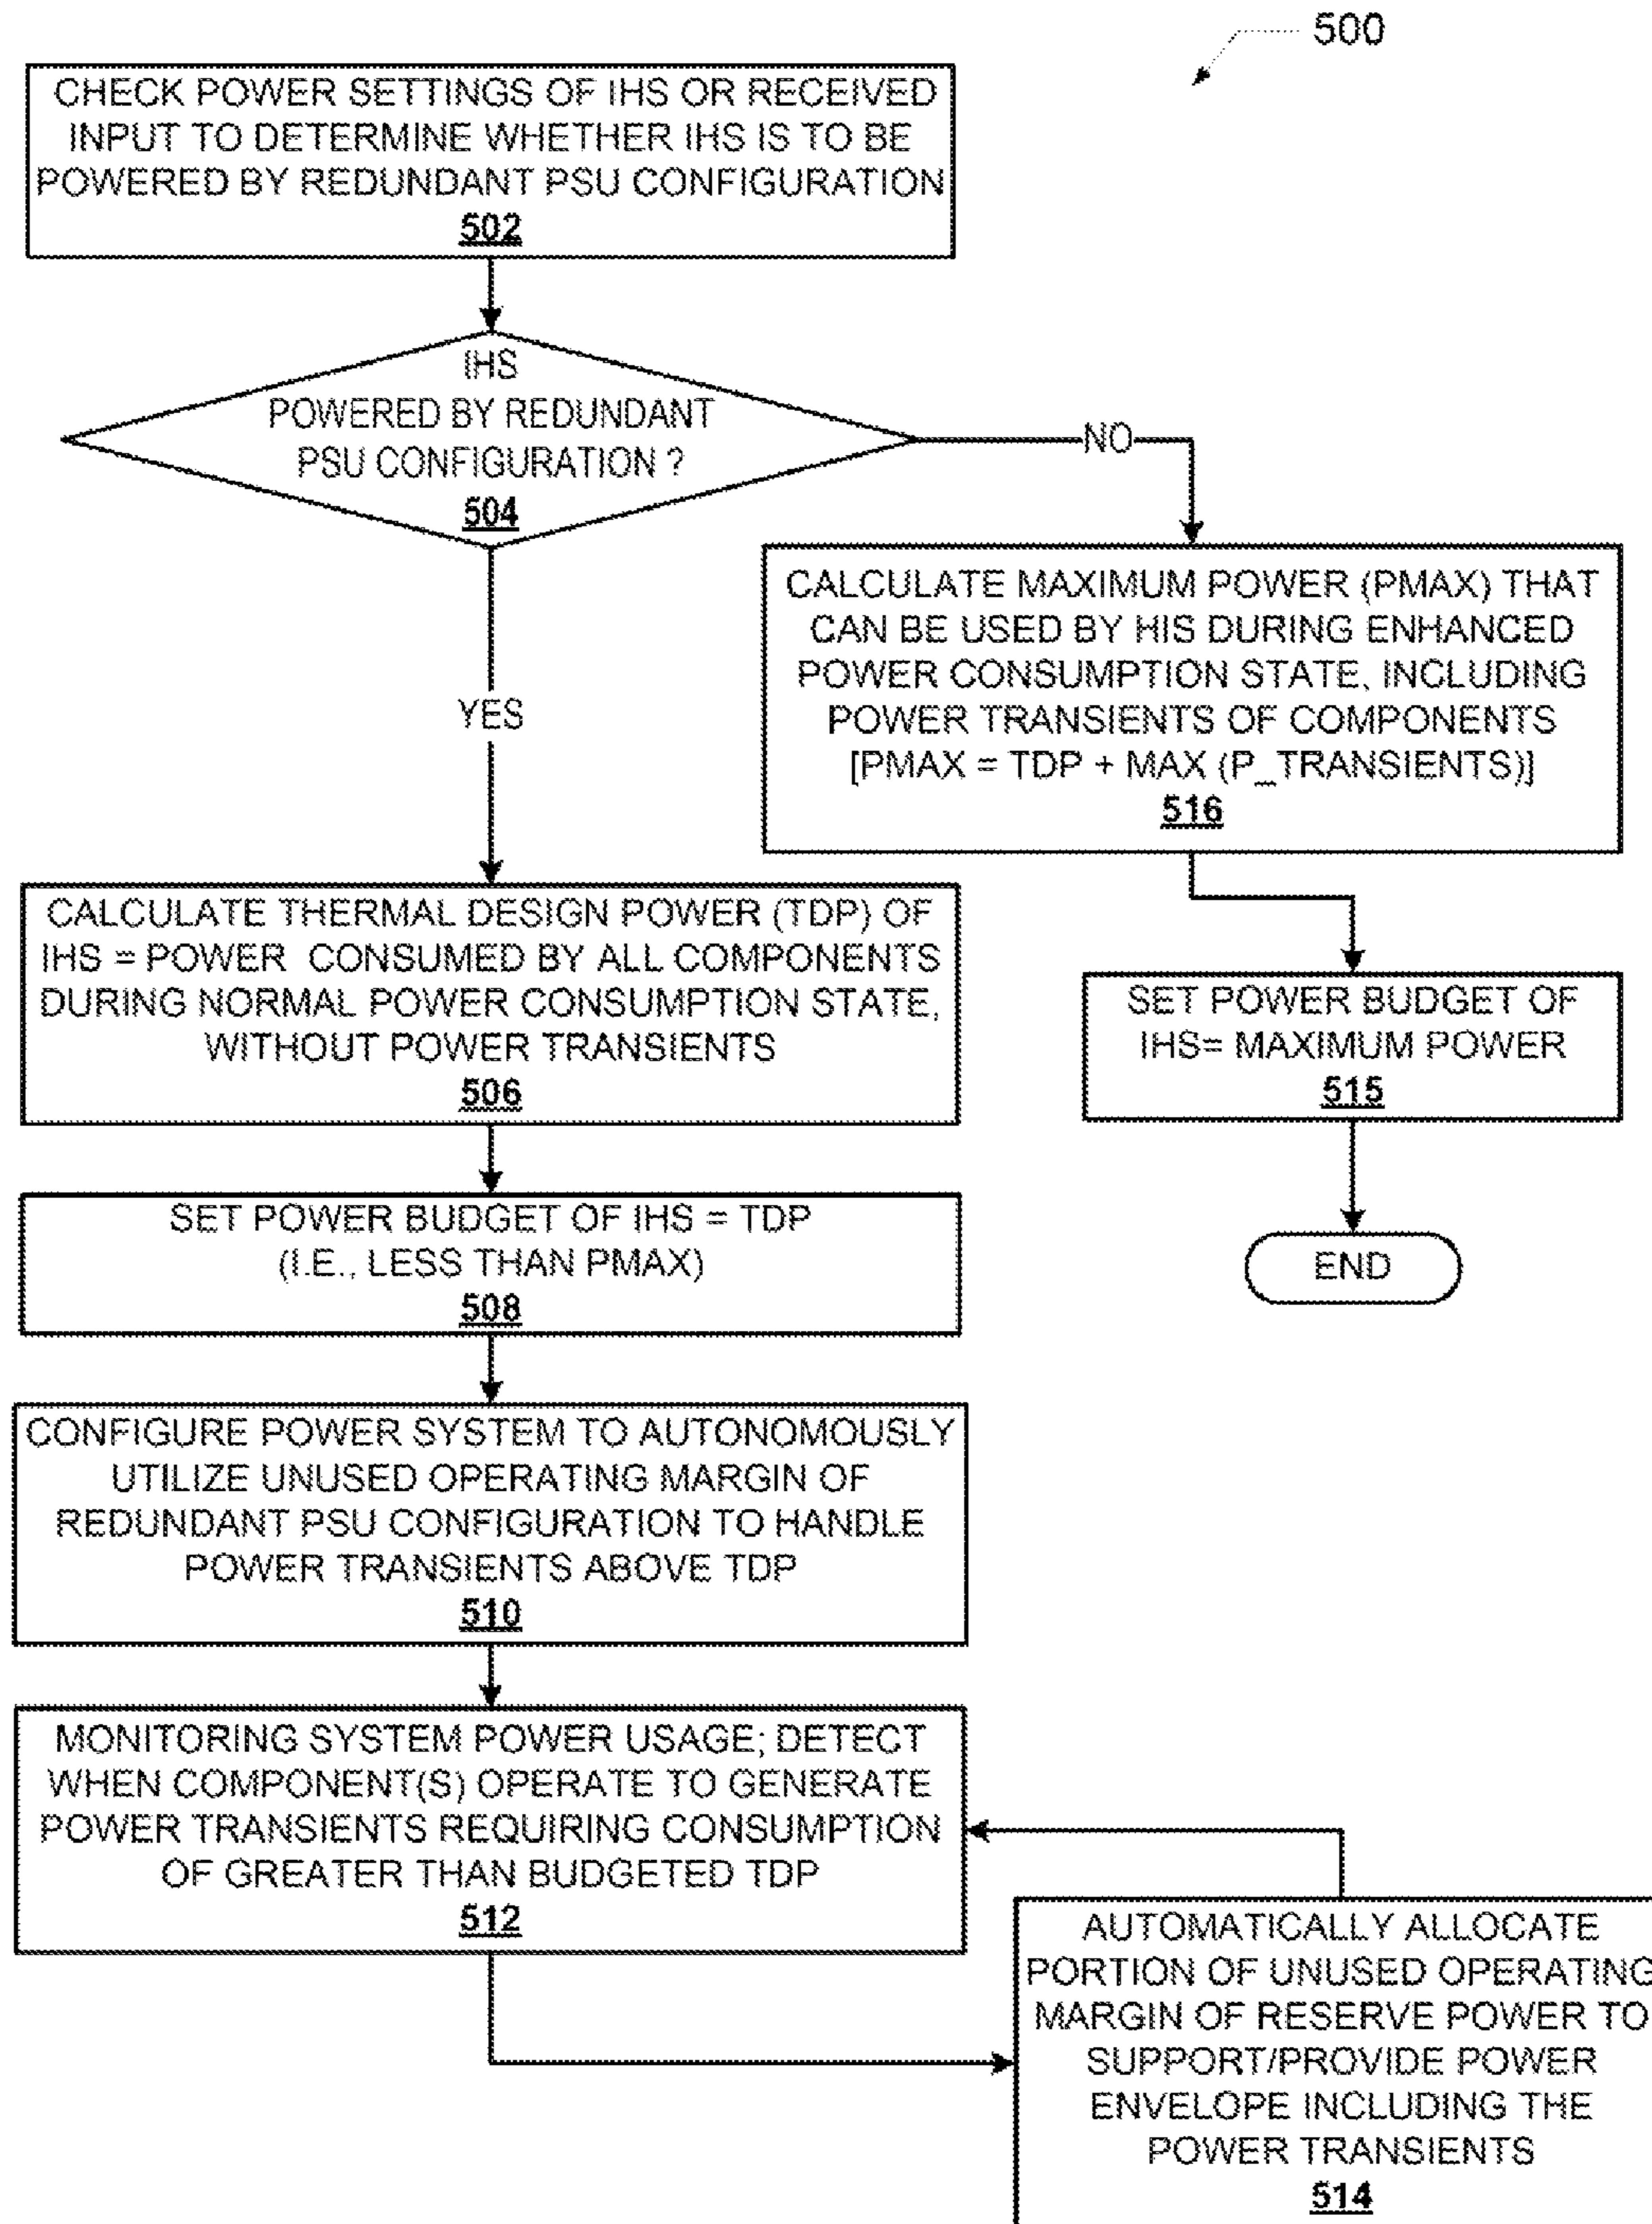 500
CHECK POWER SETTINGS OF IHS OR RECEIVED
INPUT TO DETERMINE WHETHER IHS IS TO BE
POWERED BY REDUNDANT PSU CONFIGURATION
502
IHS
POWERED BY REDUNDANT
PSU CONFIGURATION ?
504
NO
YES
CALCULATE MAXIMUM POWER (PMAX) THAT
CAN BE USED BY HIS DURING ENHANCED
POWER CONSUMPTION STATE, INCLUDING
POWER TRANSIENTS OF COMPONENTS
[PMAX = TDP + MAX (P_TRANSIENTS)]
516
SET POWER BUDGET OF
IHS= MAXIMUM POWER
515
END
CALCULATE THERMAL DESIGN POWER (TDP) OF
IHS = POWER CONSUMED BY ALL COMPONENTS
DURING NORMAL POWER CONSUMPTION STATE,
WITHOUT POWER TRANSIENTS
506
SET POWER BUDGET OF IHS = TDP
(I.E., LESS THAN PMAX)
508
CONFIGURE POWER SYSTEM TO AUTONOMOUSLY
UTILIZE UNUSED OPERATING MARGIN OF
REDUNDANT PSU CONFIGURATION TO HANDLE
POWER TRANSIENTS ABOVE TDP
510
MONITORING SYSTEM POWER USAGE; DETECT
WHEN COMPONENT(S) OPERATE TO GENERATE
POWER TRANSIENTS REQUIRING CONSUMPTION
OF GREATER THAN BUDGETED TDP
512
AUTOMATICALLY ALLOCATE
PORTION OF UNUSED OPERATING
MARGIN OF RESERVE POWER TO
SUPPORT/PROVIDE POWER
ENVELOPE INCLUDING THE
POWER TRANSIENTS
514